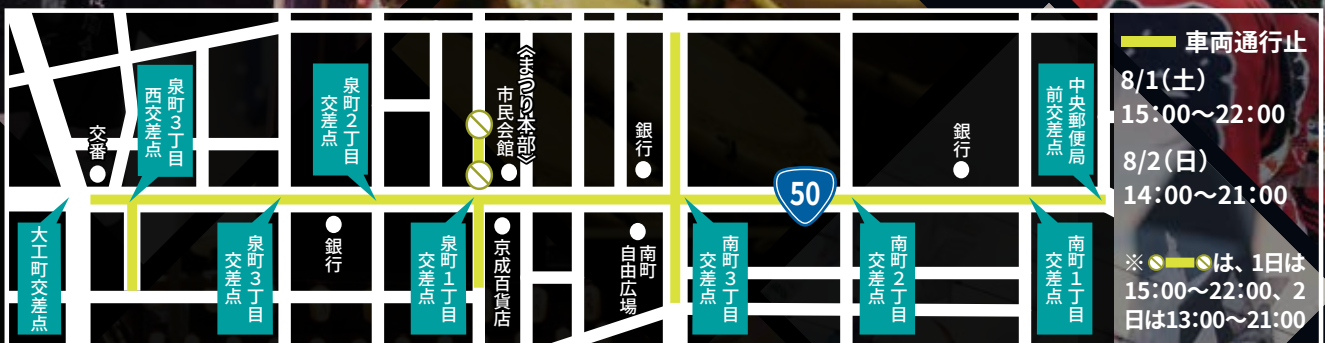 交番
泉町3丁目
西交差点
泉町2丁目
交差点
市民会館
《まつり本部》
銀行
銀行
中央郵便局
前交差点
50
大工町交差点
泉町3丁目
交差点
銀行
泉町1丁目
交差点
京成百貨店
南町
自由広場
南町3丁目
交差点
南町2丁目
交差点
南町1丁目
交差点
車両通行止
8/1(土)
15:00〜22:00
8/2(日)
14:00〜21:00
※は、1日は
15:00〜22:00、2
日は13:00〜21:00